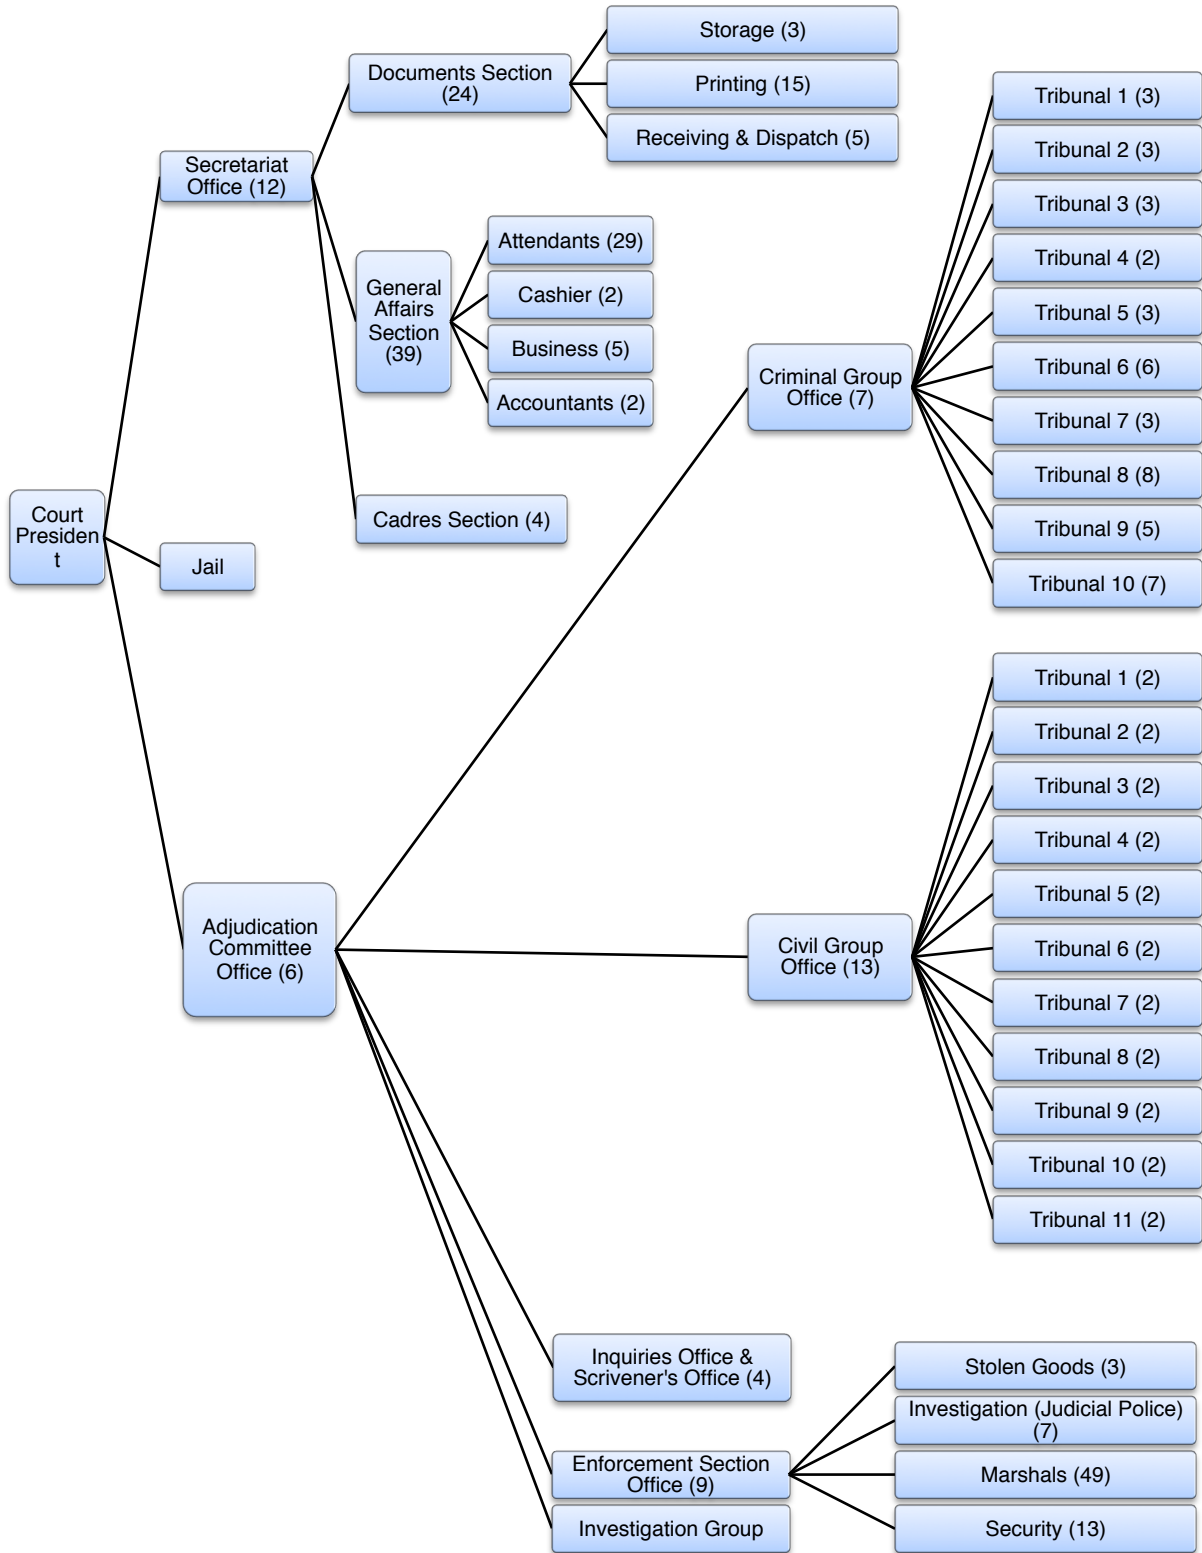 Court
Presiden
t
Secretariat
Office (12)
Documents Section
(24)
Storage (3)
Printing (15)
Receiving & Dispatch (5)
General
Affairs
Section
(39)
Attendants (29)
Cashier (2)
Business (5)
Accountants (2)
Cadres Section (4)
Jail
Adjudication
Committee
Office (6)
Criminal Group
Office (7)
Tribunal 1 (3)
Tribunal 2 (3)
Tribunal 3 (3)
Tribunal 4 (2)
Tribunal 5 (3)
Tribunal 6 (6)
Tribunal 7 (3)
Tribunal 8 (8)
Tribunal 9 (5)
Tribunal 10 (7)
Civil Group
Office (13)
Tribunal 1 (2)
Tribunal 2 (2)
Tribunal 3 (2)
Tribunal 4 (2)
Tribunal 5 (2)
Tribunal 6 (2)
Tribunal 7 (2)
Tribunal 8 (2)
Tribunal 9 (2)
Tribunal 10 (2)
Tribunal 11 (2)
Inquiries Office &
Scrivener's Office (4)
Enforcement Section
Office (9)
Stolen Goods (3)
Investigation (Judicial Police)
(7)
Marshals (49)
Security (13)
Investigation Group